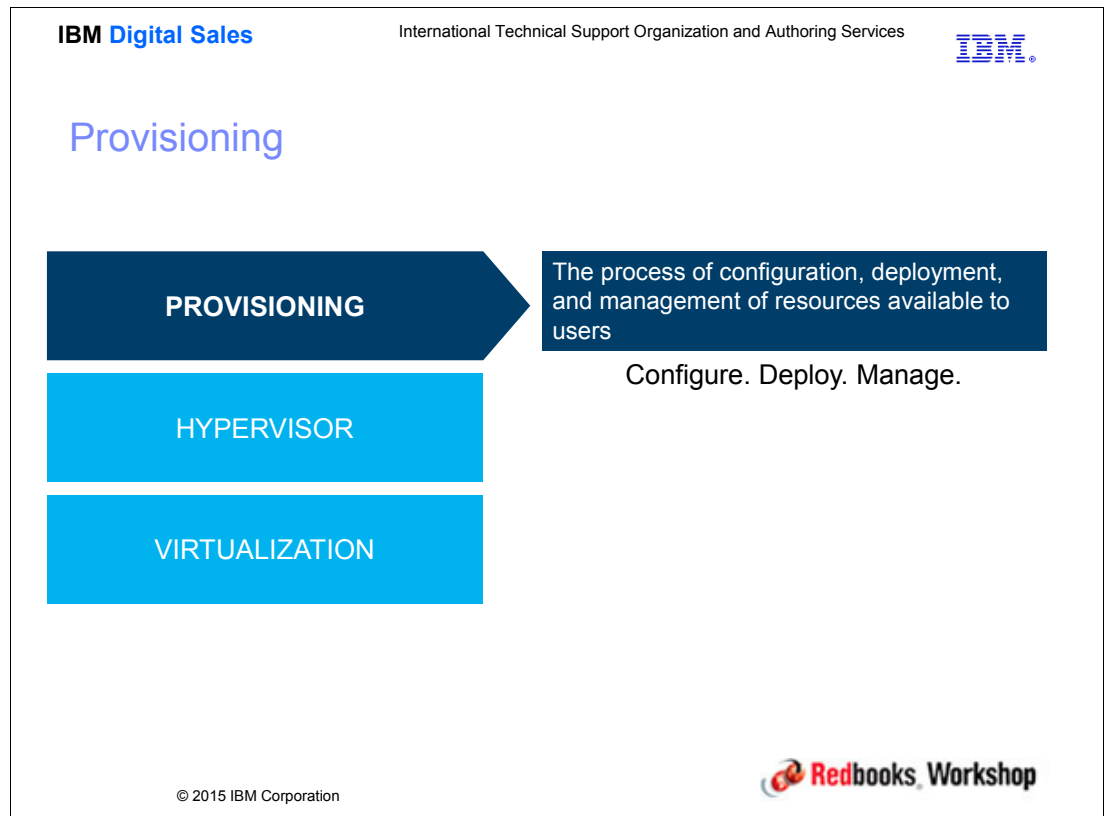 IBM Digital Sales
International Technical Support Organization and Authoring Services
IBM®
Provisioning
PROVISIONING
The process of configuration, deployment,
and management of resources available to
users
Configure. Deploy. Manage.
HYPERVISOR
VIRTUALIZATION
© 2015 IBM Corporation
Redbooks® Workshop